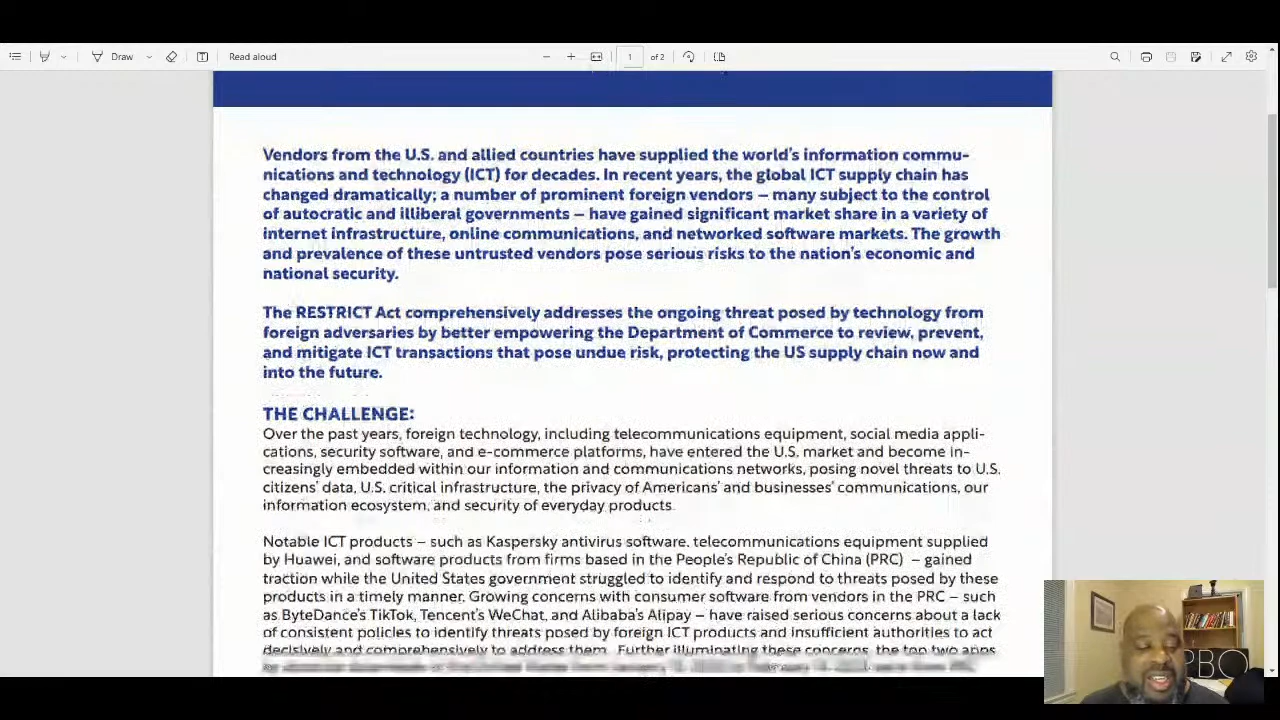 Draw
Read aloud
1
of 2
Vendors from the U.S. and allied countries have supplied the world's information commu-
nications and technology (ICT) for decades. In recent years, the global ICT supply chain has
changed dramatically; a number of prominent foreign vendors – many subject to the control
of autocratic and illiberal governments – have gained significant market share in a variety of
internet infrastructure, online communications, and networked software markets. The growth
and prevalence of these untrusted vendors pose serious risks to the nation's economic and
national security.
The RESTRICT Act comprehensively addresses the ongoing threat posed by technology from
foreign adversaries by better empowering the Department of Commerce to review, prevent,
and mitigate ICT transactions that pose undue risk, protecting the US supply chain now and
into the future.
THE CHALLENGE:
Over the past years, foreign technology, including telecommunications equipment, social media appli-
cations, security software, and e-commerce platforms, have entered the U.S. market and become in-
creasingly embedded within our information and communications networks, posing novel threats to U.S.
citizens' data, U.S. critical infrastructure, the privacy of Americans' and businesses' communications, our
information ecosystem, and security of everyday products.
Notable ICT products – such as Kaspersky antivirus software, telecommunications equipment supplied
by Huawei, and software products from firms based in the People's Republic of China (PRC) – gained
traction while the United States government struggled to identify and respond to threats posed by these
products in a timely manner. Growing concerns with consumer software from vendors in the PRC – such
as ByteDance's TikTok, Tencent's WeChat, and Alibaba's Alipay – have raised serious concerns about a lack
of consistent policies to identify threats posed by foreign ICT products and insufficient authorities to act
decisively and comprehensively to address them. Further illuminating these concerns, the top two apps
PBO